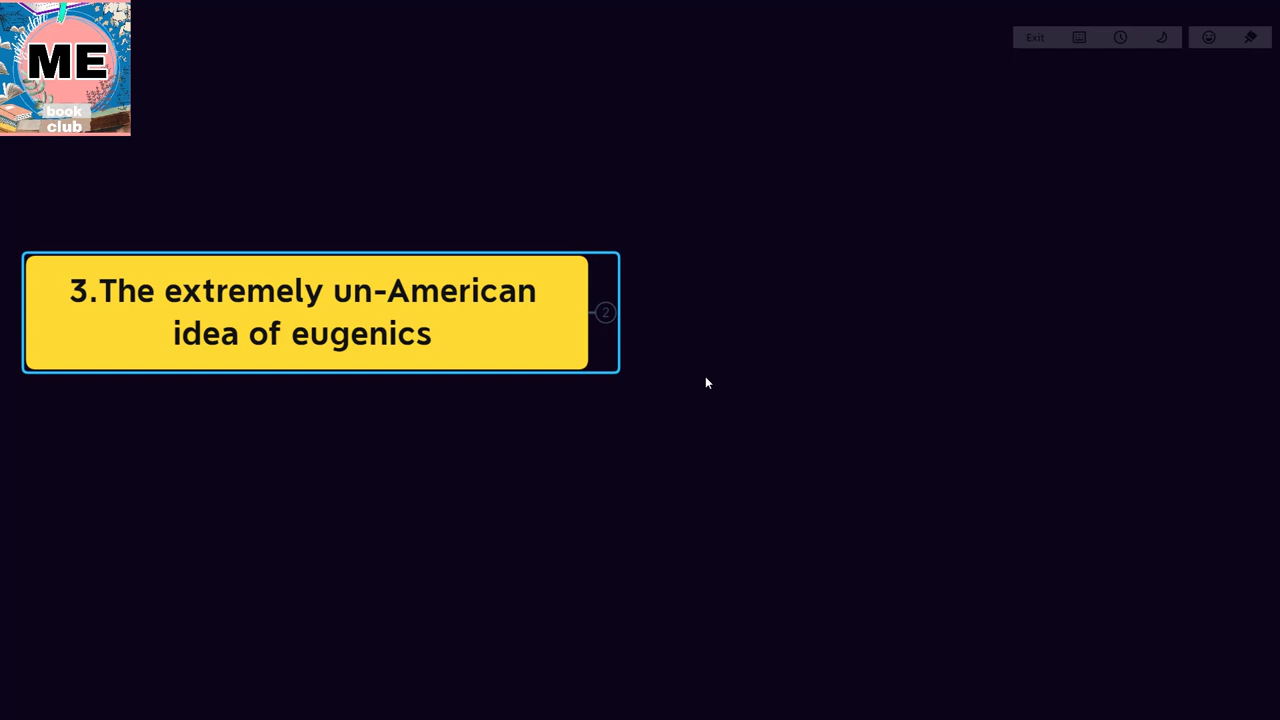 ME
book
club
Exit
3.The extremely un-American
idea of eugenics
2